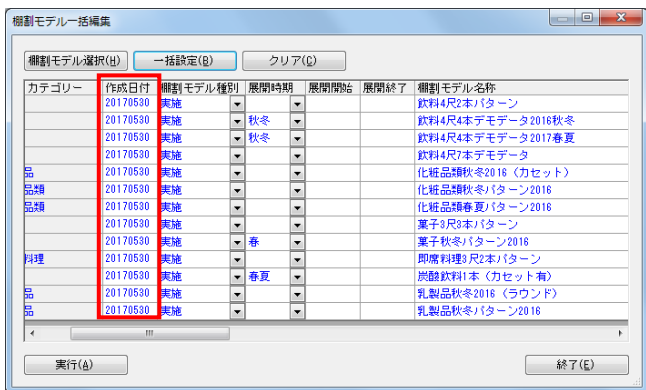 棚割モデル一括編集
棚割モデル選択(H) 一括設定(B) クリア(C)
カテゴリー 作成日付 棚割モデル種別 展開時期 展開開始 展開終了 棚割モデル名称
20170530 実施 飲料4尺2本パターン
20170530 実施 秋冬 飲料4尺4本デモデータ2016秋冬
20170530 実施 秋冬 飲料4尺4本デモデータ2017春夏
20170530 実施 飲料4尺7本デモデータ
品 20170530 実施 化粧品類秋冬2016（カセット）
品類 20170530 実施 化粧品類秋冬パターン2016
品類 20170530 実施 化粧品類春夏パターン2016
20170530 実施 菓子3尺3本パターン
20170530 実施 春 菓子秋冬パターン2016
料理 20170530 実施 即席料理3尺2本パターン
20170530 実施 春夏 炭酸飲料1本（カセット有）
品 20170530 実施 乳製品秋冬2016（ラウンド）
品 20170530 実施 乳製品秋冬パターン2016
実行(A) 終了(E)